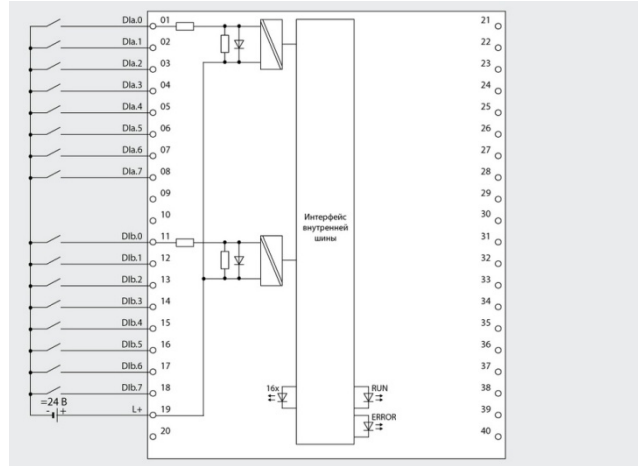 DIa.0 01 21
DIa.1 02 22
DIa.2 03 23
DIa.3 04 24
DIa.4 05 25
DIa.5 06 26
DIa.6 07 27
DIa.7 08 28
09 29
10 30
Интерфейс
внутренней
шины
DIb.0 11 31
DIb.1 12 32
DIb.2 13 33
DIb.3 14 34
DIb.4 15 35
DIb.5 16 36
DIb.6 17 37
DIb.7 18 16x RUN 38
=24 В
- + L+ 19 39
ERROR
20 40